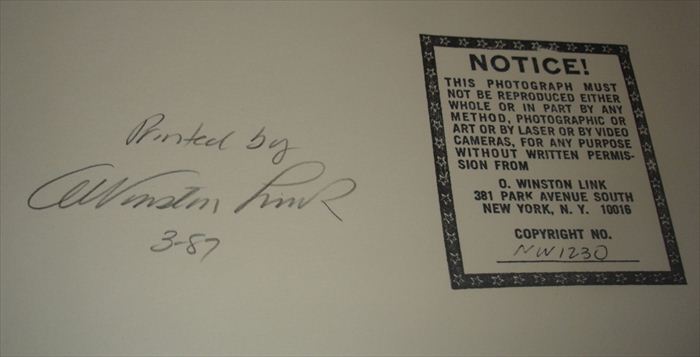 Printed by
O Winston Link
3-87
NOTICE!
THIS PHOTOGRAPH MUST
NOT BE REPRODUCED EITHER
WHOLE OR IN PART BY ANY
METHOD, PHOTOGRAPHIC OR
ART OR BY LASER OR BY VIDEO
CAMERAS, FOR ANY PURPOSE
WITHOUT WRITTEN PERMIS-
SION FROM
O. WINSTON LINK
381 PARK AVENUE SOUTH
NEW YORK, N. Y. 10016
COPYRIGHT NO.
NW1230